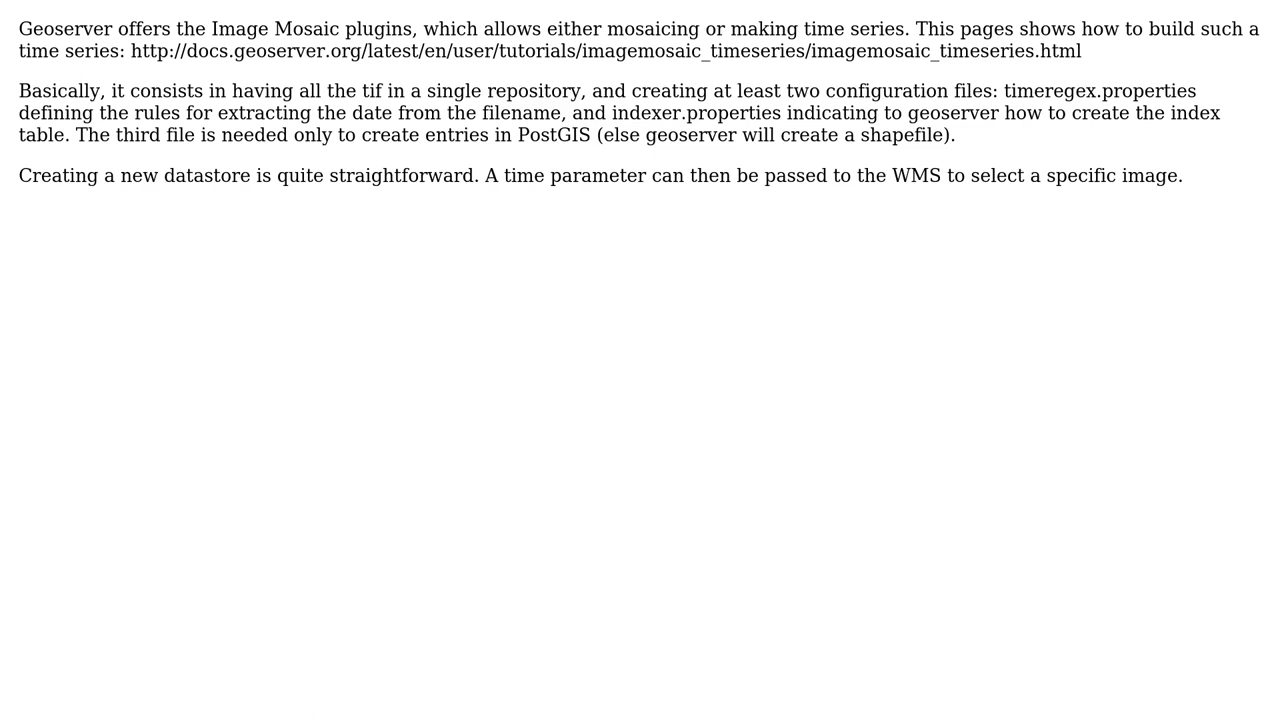 Geoserver offers the Image Mosaic plugins, which allows either mosaicing or making time series. This pages shows how to build such a
time series: http://docs.geoserver.org/latest/en/user/tutorials/imagemosaic_timeseries/imagemosaic_timeseries.html
Basically, it consists in having all the tif in a single repository, and creating at least two configuration files: timeregex.properties
defining the rules for extracting the date from the filename, and indexer.properties indicating to geoserver how to create the index
table. The third file is needed only to create entries in PostGIS (else geoserver will create a shapefile).
Creating a new datastore is quite straightforward. A time parameter can then be passed to the WMS to select a specific image.